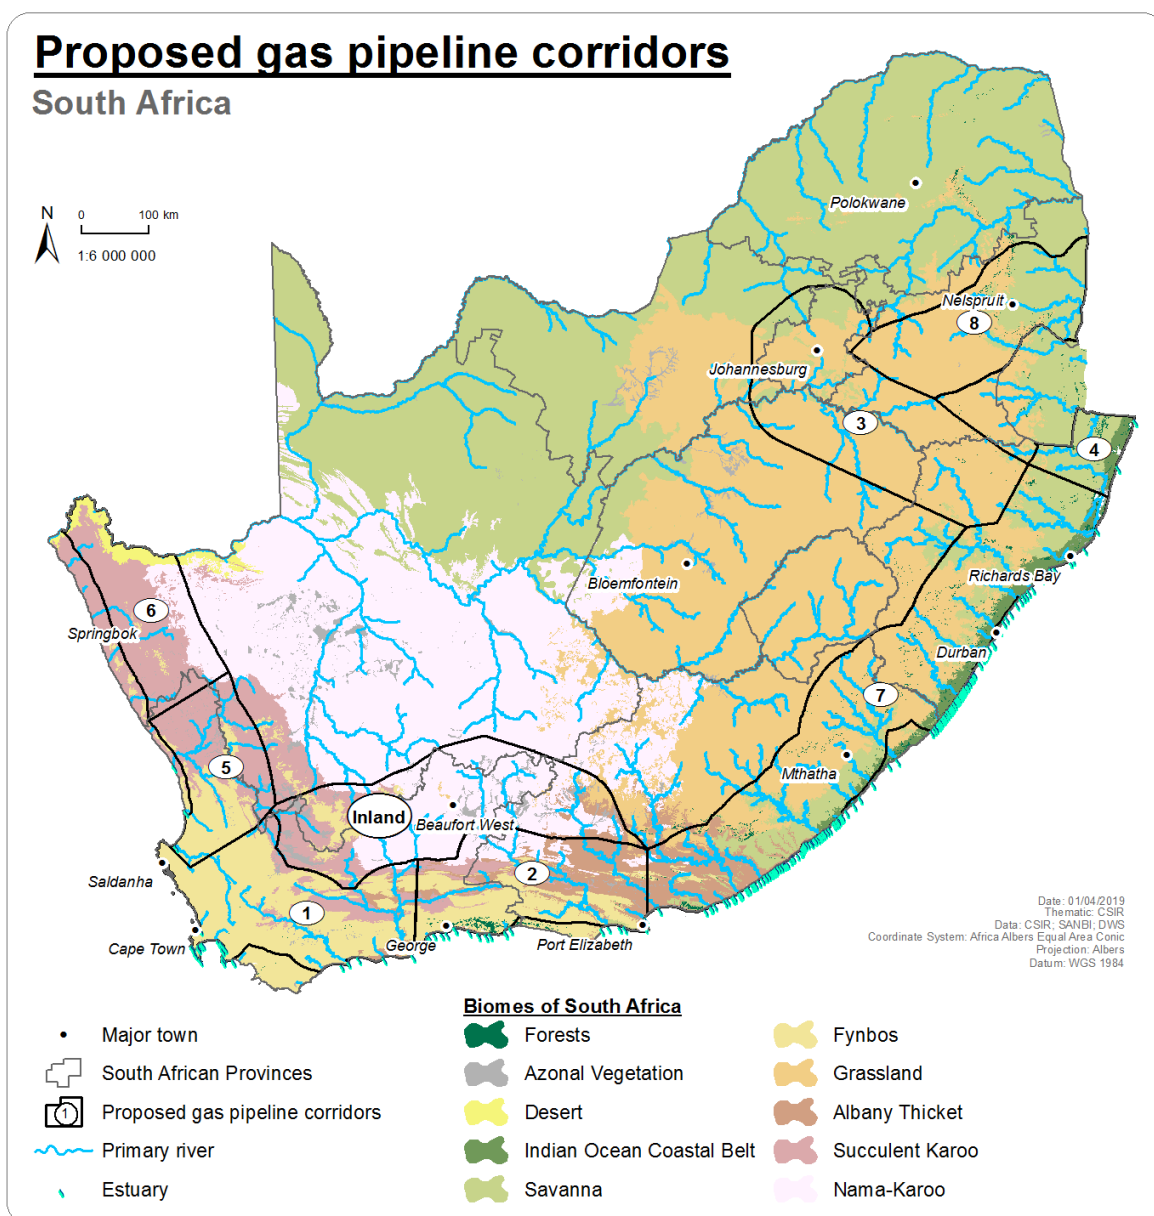 Proposed gas pipeline corridors
South Africa
N
0 100 km
1:6 000 000
Polokwane
Nelspruit
8
Johannesburg
3
4
Bloemfontein
Richards Bay
6
Springbok
Durban
7
5
Mthatha
Inland
Beaufort West
2
Saldanha
1
Cape Town
George
Port Elizabeth
Date: 01/04/2019
Thematic: CSIR
Data: CSIR; SANBI; DWS
Coordinate System: Africa Albers Equal Area Conic
Projection: Albers
Datum: WGS 1984
Major town
South African Provinces
1 Proposed gas pipeline corridors
Primary river
Estuary
Biomes of South Africa
Forests
Azonal Vegetation
Desert
Indian Ocean Coastal Belt
Savanna
Fynbos
Grassland
Albany Thicket
Succulent Karoo
Nama-Karoo